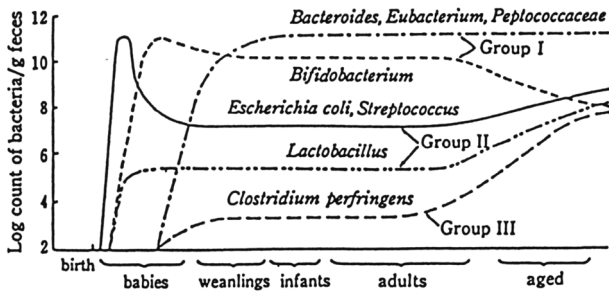 Log count of bacteria/g feces
12
10
8
6
4
2
Bacteroides, Eubacterium, Peptococcaceae
Group I
Bifidobacterium
Escherichia coli, Streptococcus
Group II
Lactobacillus
Clostridium perfringens
Group III
birth
babies
weanlings
infants
adults
aged